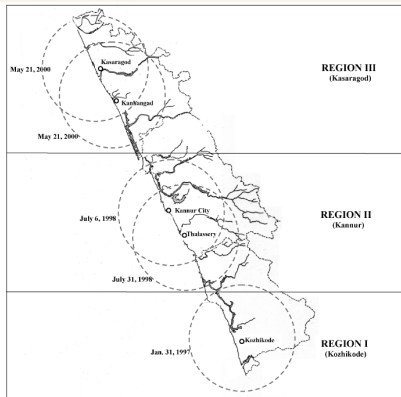 REGION III
(Kasaragod)
May 21, 2000
Kasaragod
Kanhangad
May 21, 2000
REGION II
(Kannur)
July 6, 1998
Kannur City
Thalassery
July 31, 1998
REGION I
(Kozhikode)
Jan. 31, 1997
Kozhikode